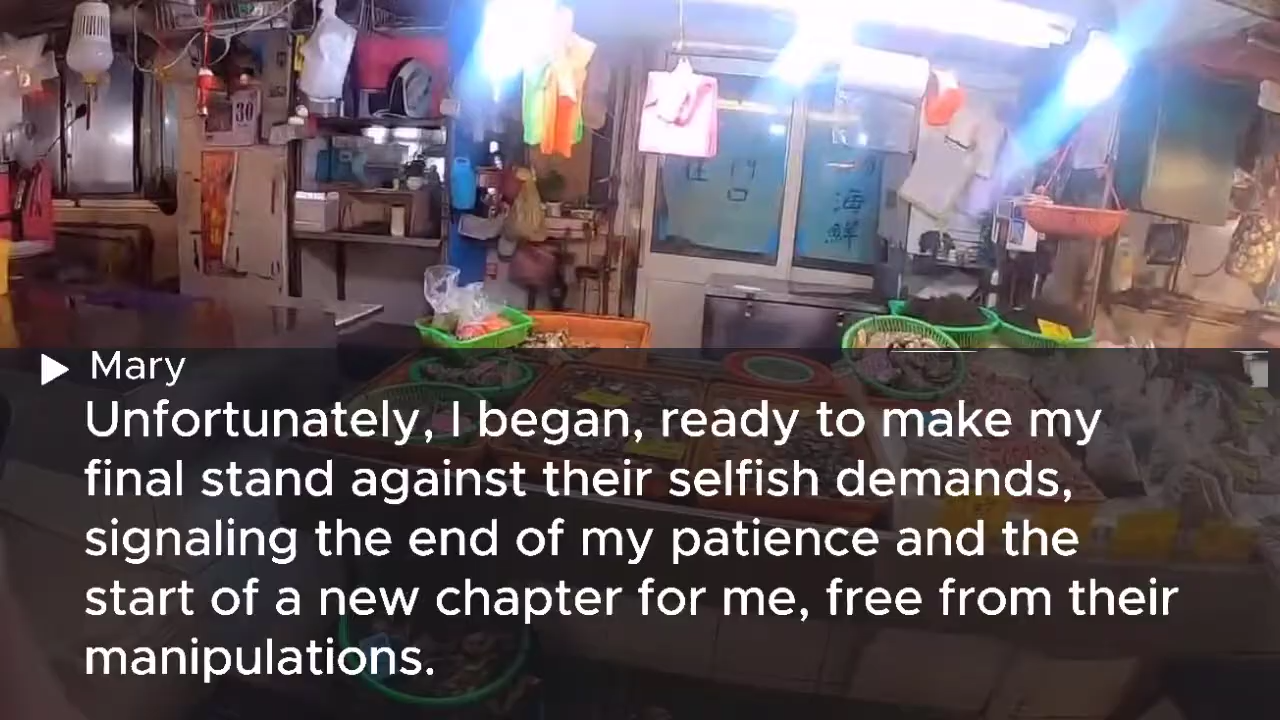 30
海
鮮
Mary
Unfortunately, I began, ready to make my
final stand against their selfish demands,
signaling the end of my patience and the
start of a new chapter for me, free from their
manipulations.